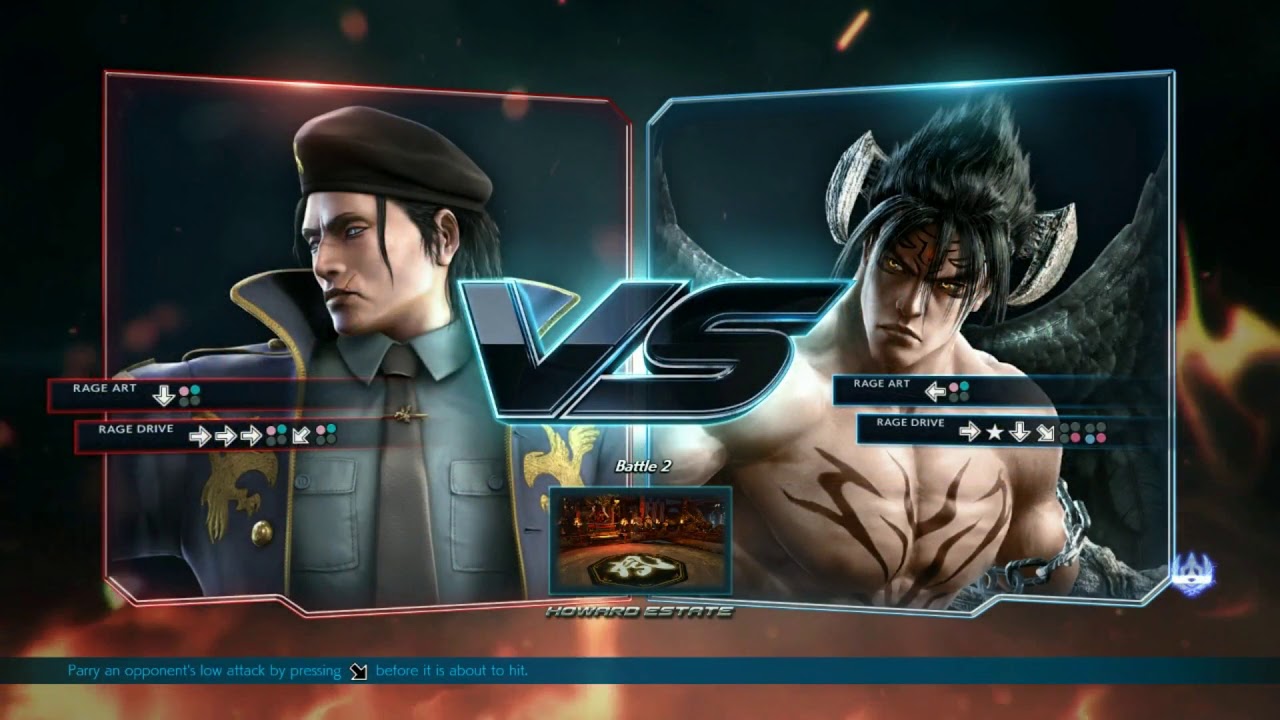 VS
RAGE ART
RAGE DRIVE
RAGE ART
RAGE DRIVE
Battle 2
HOWARD ESTATE
Parry an opponent's low attack by pressing before it is about to hit.